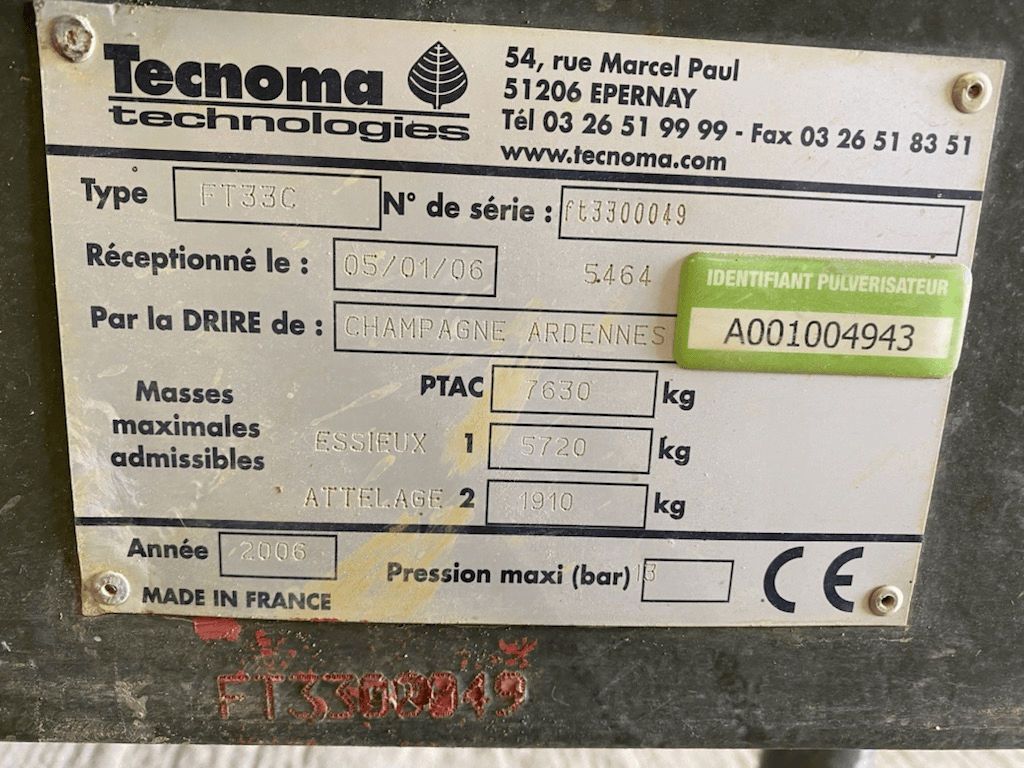 Tecnoma
technologies
54, rue Marcel Paul
51206 EPERNAY
Tél 03 26 51 99 99 - Fax 03 26 51 83 51
www.tecnoma.com
Type FT33C N° de série : ft3300049
Réceptionné le : 05/01/06 5464
Par la DRIRE de : CHAMPAGNE ARDENNES
IDENTIFIANT PULVERISATEUR
A001004943
Masses maximales admissibles
PTAC 7630 kg
ESSIEUX 1 5720 kg
ATTELAGE 2 1910 kg
Année 2006
Pression maxi (bar) 13
CE
MADE IN FRANCE
FT3300049